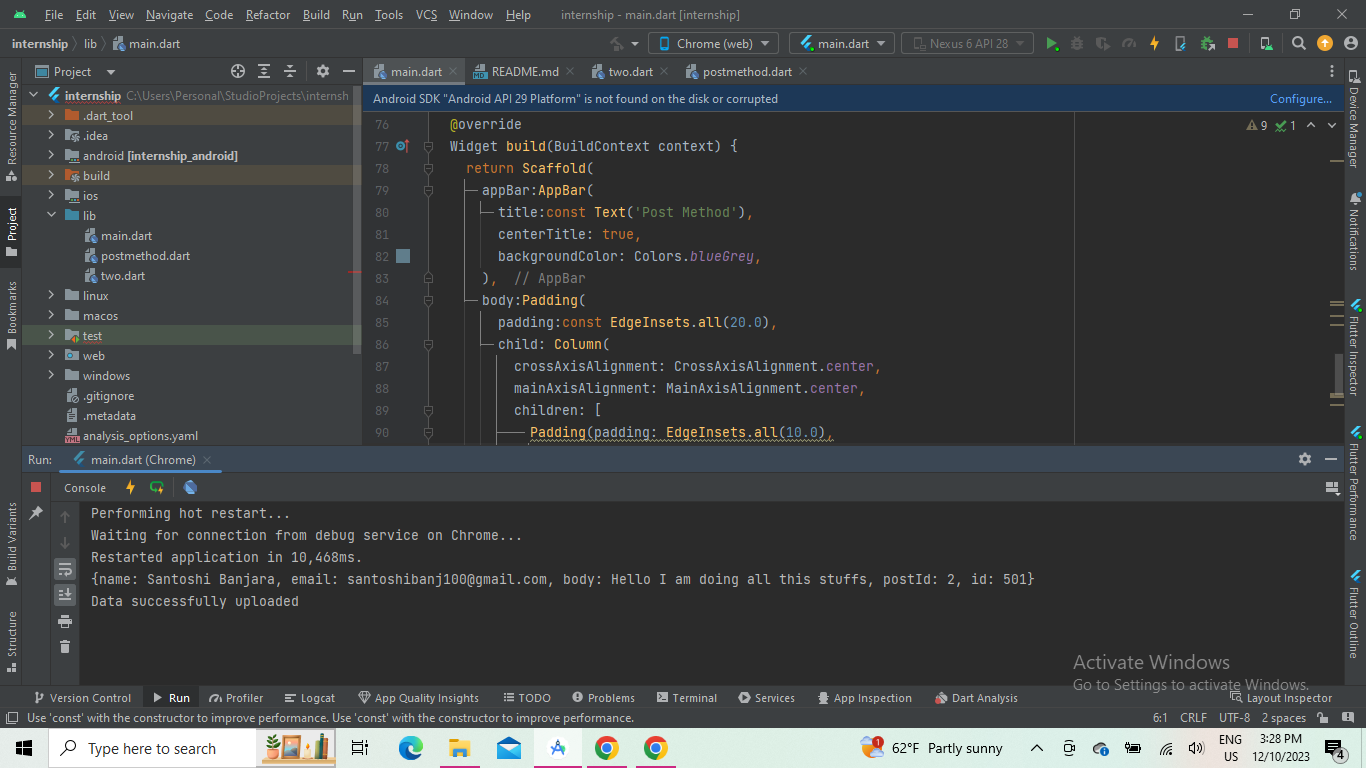 File Edit View Navigate Code Refactor Build Run Tools VCS Window Help internship - main.dart [internship]
internship lib main.dart Chrome (web) main.dart Nexus 6 API 28
Project
main.dart README.md two.dart postmethod.dart
Resource Manager
Project
Bookmarks
Build Variants
Structure
internship C:\Users\Personal\StudioProjects\internsh
.dart_tool
.idea
android [internship_android]
build
ios
lib
main.dart
postmethod.dart
two.dart
linux
macos
test
web
windows
.gitignore
.metadata
analysis_options.yaml
Android SDK "Android API 29 Platform" is not found on the disk or corrupted Configure...
9 1
76 @override
77 Widget build(BuildContext context) {
78 return Scaffold(
79 appBar:AppBar(
80 title:const Text('Post Method'),
81 centerTitle: true,
82 backgroundColor: Colors.blueGrey,
83 ), // AppBar
84 body:Padding(
85 padding:const EdgeInsets.all(20.0),
86 child: Column(
87 crossAxisAlignment: CrossAxisAlignment.center,
88 mainAxisAlignment: MainAxisAlignment.center,
89 children: [
90 Padding(padding: EdgeInsets.all(10.0),
Device Manager
Notifications
Flutter Inspector
Flutter Performance
Flutter Outline
Run: main.dart (Chrome)
Console
Performing hot restart...
Waiting for connection from debug service on Chrome...
Restarted application in 10,468ms.
{name: Santoshi Banjara, email: santoshibanj100@gmail.com, body: Hello I am doing all this stuffs, postId: 2, id: 501}
Data successfully uploaded
Activate Windows
Go to Settings to activate Windows.
Version Control Run Profiler Logcat App Quality Insights TODO Problems Terminal Services App Inspection Dart Analysis Layout Inspector
Use 'const' with the constructor to improve performance. Use 'const' with the constructor to improve performance. 6:1 CRLF UTF-8 2 spaces
Type here to search 1 62°F Partly sunny ENG 3:28 PM
US 12/10/2023 4